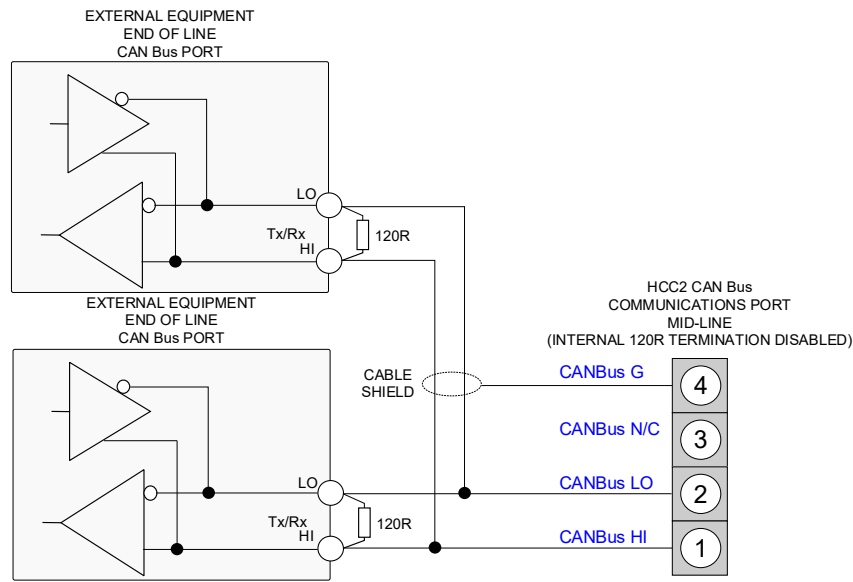 EXTERNAL EQUIPMENT
END OF LINE
CAN Bus PORT
LO
Tx/Rx
HI
120R
EXTERNAL EQUIPMENT
END OF LINE
CAN Bus PORT
LO
Tx/Rx
HI
120R
CABLE
SHIELD
HCC2 CAN Bus
COMMUNICATIONS PORT
MID-LINE
(INTERNAL 120R TERMINATION DISABLED)
CANBus G
4
CANBus N/C
3
CANBus LO
2
CANBus HI
1